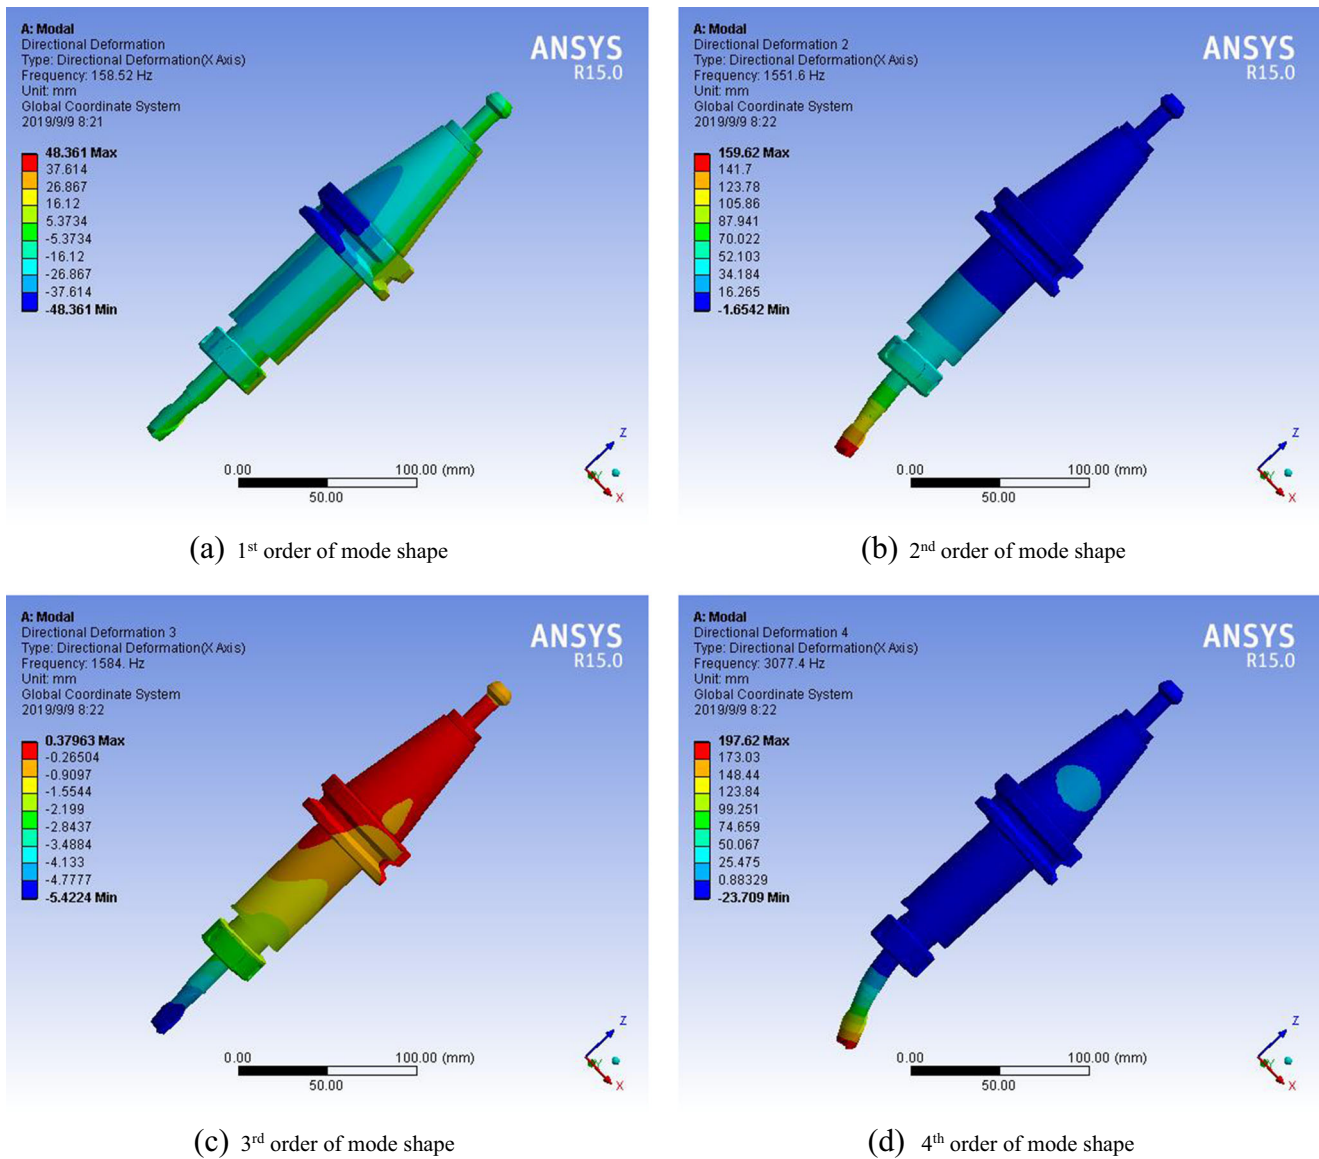 A: Modal
Directional Deformation
Type: Directional Deformation(X Axis)
Frequency: 158.52 Hz
Unit: mm
Global Coordinate System
2019/9/9 8:21
ANSYS
R15.0
48.361 Max
37.614
26.867
16.12
5.3734
-5.3734
-16.12
-26.867
-37.614
-48.361 Min
0.00
100.00 (mm)
50.00
Z
Y
X
(a) 1st order of mode shape
A: Modal
Directional Deformation 2
Type: Directional Deformation(X Axis)
Frequency: 1551.6 Hz
Unit: mm
Global Coordinate System
2019/9/9 8:22
ANSYS
R15.0
159.62 Max
141.7
123.78
105.86
87.941
70.022
52.103
34.184
16.265
-1.6542 Min
0.00
100.00 (mm)
50.00
Z
Y
X
(b) 2nd order of mode shape
A: Modal
Directional Deformation 3
Type: Directional Deformation(X Axis)
Frequency: 1584. Hz
Unit: mm
Global Coordinate System
2019/9/9 8:22
ANSYS
R15.0
0.37963 Max
-0.26504
-0.9097
-1.5544
-2.199
-2.8437
-3.4884
-4.133
-4.7777
-5.4224 Min
0.00
100.00 (mm)
50.00
Z
Y
X
(c) 3rd order of mode shape
A: Modal
Directional Deformation 4
Type: Directional Deformation(X Axis)
Frequency: 3077.4 Hz
Unit: mm
Global Coordinate System
2019/9/9 8:22
ANSYS
R15.0
197.62 Max
173.03
148.44
123.84
99.251
74.659
50.067
25.475
0.88329
-23.709 Min
0.00
100.00 (mm)
50.00
Z
Y
X
(d) 4th order of mode shape